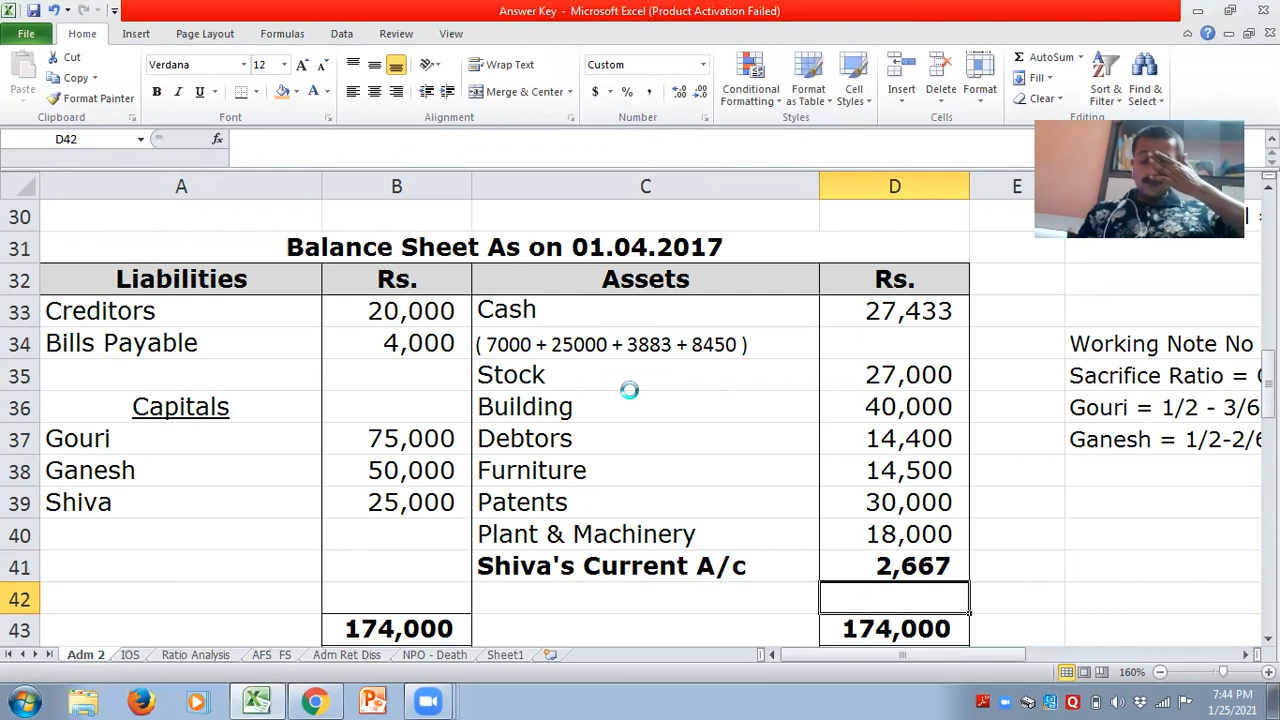 Answer Key - Microsoft Excel (Product Activation Failed)
File Home Insert Page Layout Formulas Data Review View
Paste Cut Copy Format Painter Clipboard
Verdana 12 B I U A Font
Wrap Text Merge & Center Alignment
Custom $ % , Number
Conditional Formatting Format as Table Cell Styles Styles
Insert Delete Format Cells
AutoSum Fill Clear Sort & Filter Find & Select Editing
D42 fx
A B C D E
30
31 Balance Sheet As on 01.04.2017
32 Liabilities Rs. Assets Rs.
33 Creditors 20,000 Cash 27,433
34 Bills Payable 4,000 ( 7000 + 25000 + 3883 + 8450 ) Working Note No
35 Stock 27,000 Sacrifice Ratio =
36 Capitals Building 40,000 Gouri = 1/2 - 3/6
37 Gouri 75,000 Debtors 14,400 Ganesh = 1/2-2/6
38 Ganesh 50,000 Furniture 14,500
39 Shiva 25,000 Patents 30,000
40 Plant & Machinery 18,000
41 Shiva's Current A/c 2,667
42
43 174,000 174,000
Adm 2 IOS Ratio Analysis AFS FS Adm Ret Diss NPO - Death Sheet1
160%
7:44 PM
1/25/2021